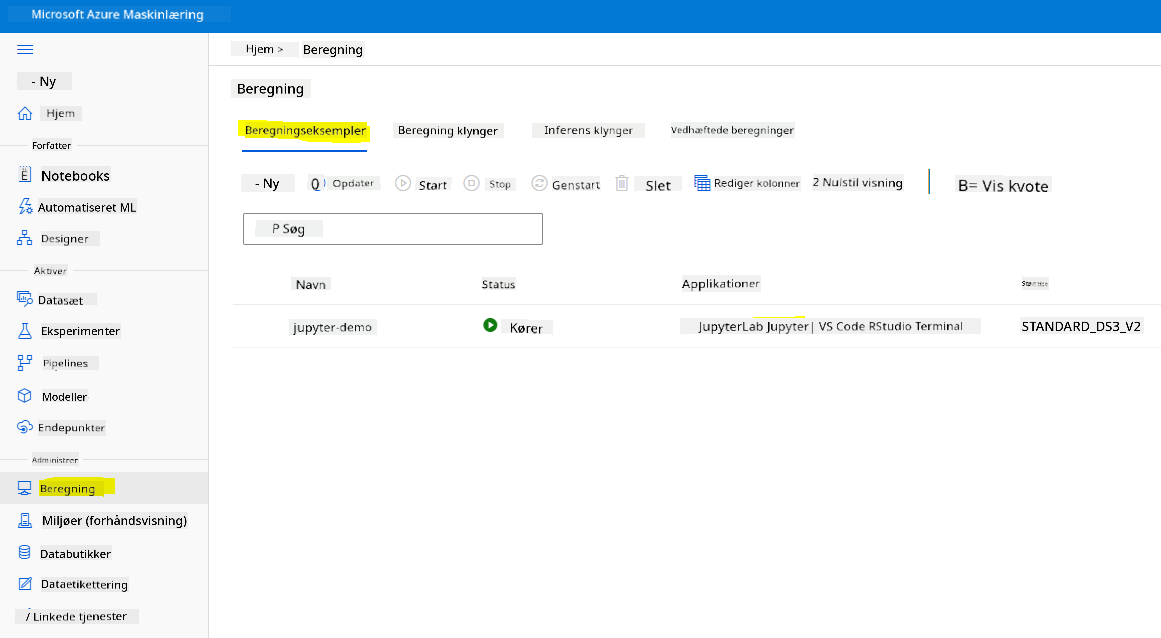 Microsoft Azure Maskinlæring
Hjem > Beregning
- Ny
Hjem
Forfatter
Notebooks
Automatiseret ML
Designer
Aktiver
Datasæt
Eksperimenter
Pipelines
Modeller
Endepunkter
Administrer
Beregning
Miljøer (forhåndsvisning)
Databutikker
Dataetikettering
/ Linkede tjenester
Beregning
Beregningseksempler Beregning klynger Inferens klynger Vedhæftede beregninger
- Ny Opdater Start Stop Genstart Slet Rediger kolonner 2 Nulstil visning B= Vis kvote
P Søg
Navn Status Applikationer
jupyter-demo Kører JupyterLab Jupyter| VS Code RStudio Terminal STANDARD_DS3_V2